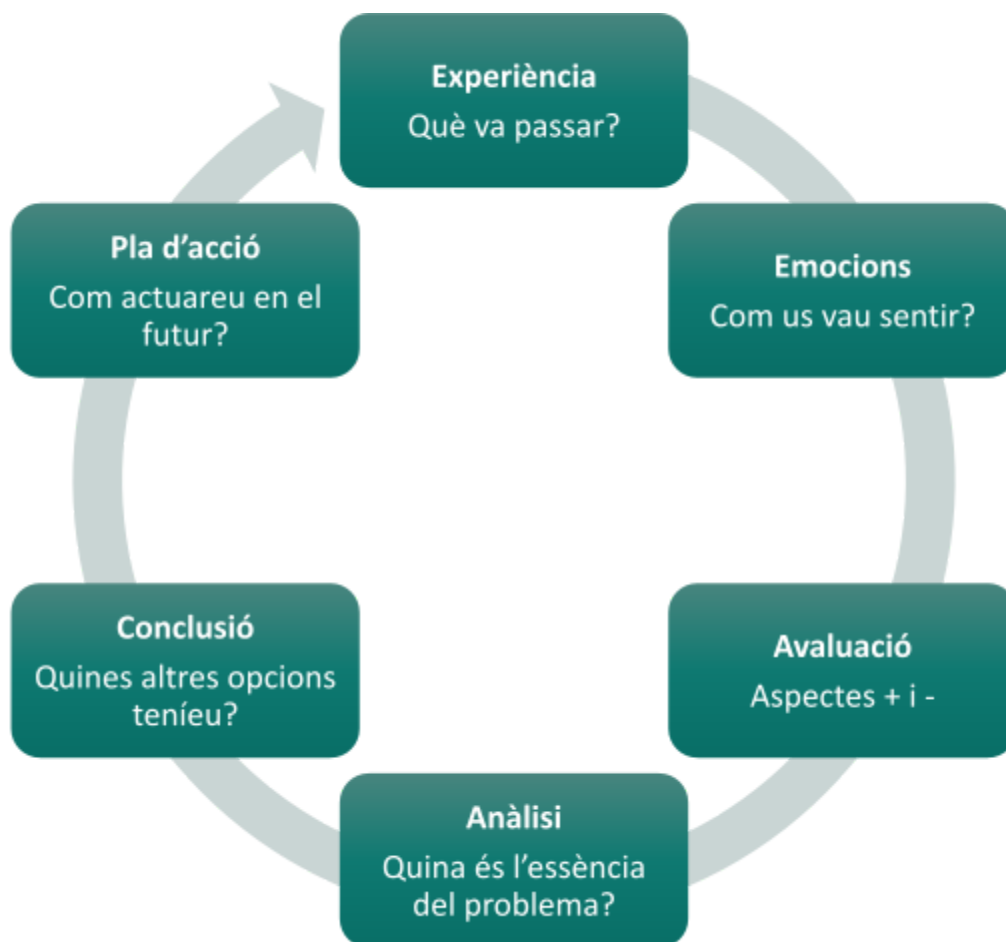 Experiència
Què va passar?
Emocions
Com us vau sentir?
Avaluació
Aspectes + i -
Anàlisi
Quina és l’essència
del problema?
Conclusió
Quines altres opcions
teníeu?
Pla d’acció
Com actuareu en el
futur?